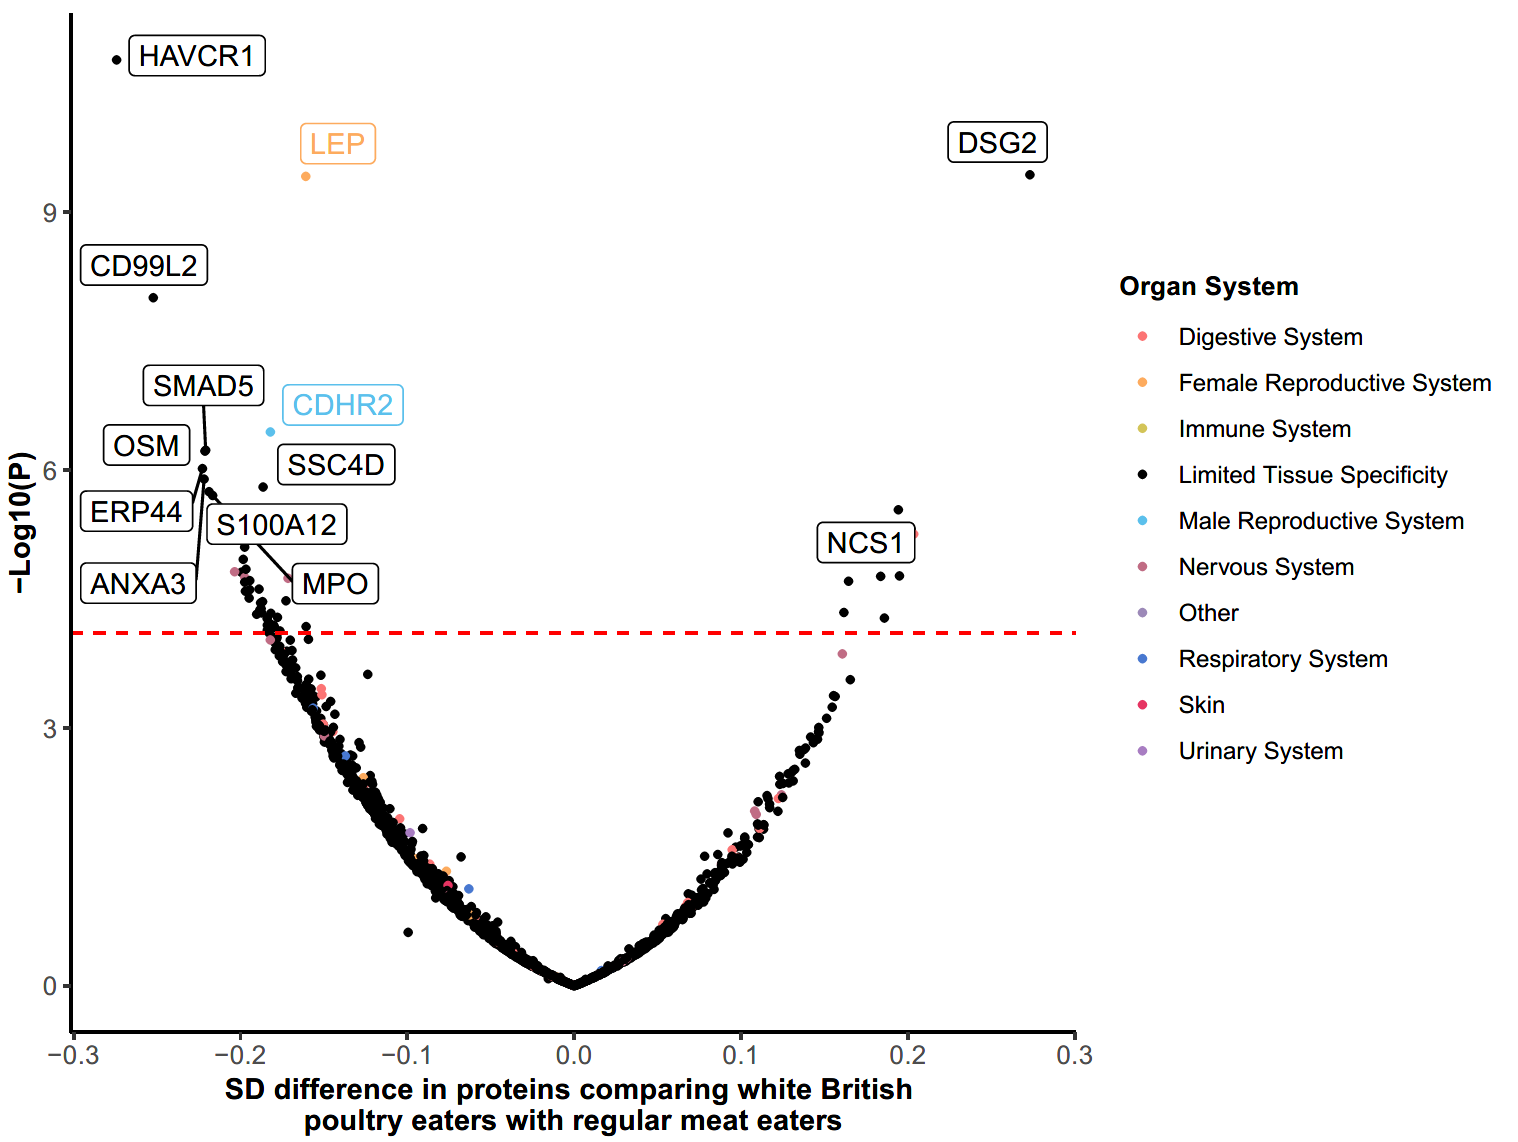 HAVCR1
LEP
DSG2
9
CD99L2
SMAD5
CDHR2
OSM
SSC4D
6
ERP44
S100A12
NCS1
ANXA3
MPO
3
0
−Log10(P)
−0.3
−0.2
−0.1
0.0
0.1
0.2
0.3
SD difference in proteins comparing white British
poultry eaters with regular meat eaters
Organ System
Digestive System
Female Reproductive System
Immune System
Limited Tissue Specificity
Male Reproductive System
Nervous System
Other
Respiratory System
Skin
Urinary System